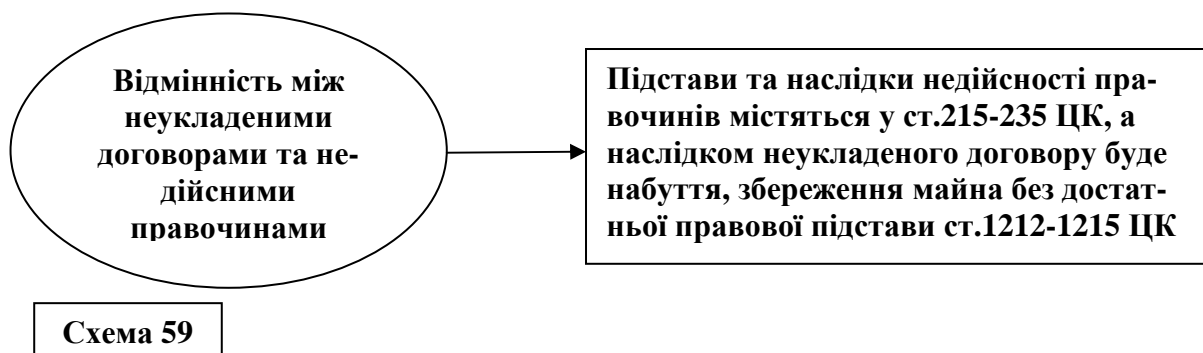 Відмінність між
неукладеними
договорами та не-
дійсними
правочинами
Підстави та наслідки недійсності пра-
вочинів містяться у ст.215-235 ЦК, а
наслідком неукладеного договору буде
набуття, збереження майна без достат-
ньої правової підстави ст.1212-1215 ЦК
Схема 59